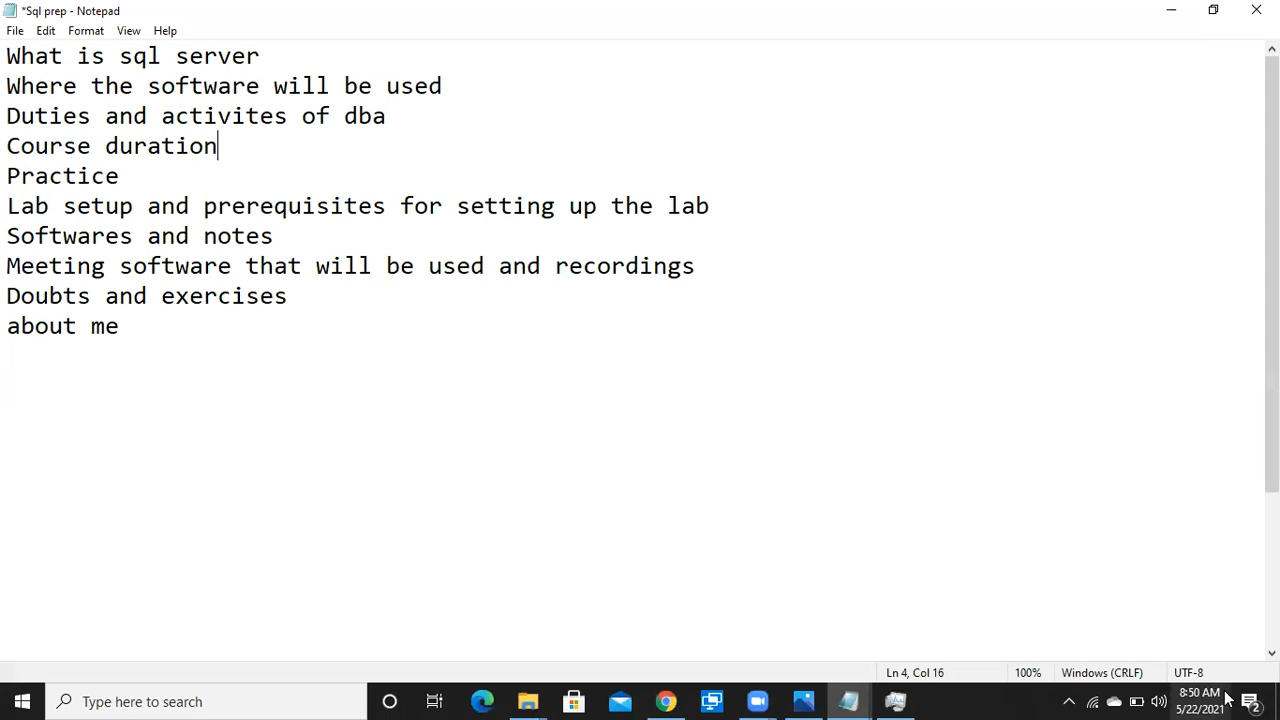 *Sql prep - Notepad
File Edit Format View Help
What is sql server
Where the software will be used
Duties and activites of dba
Course duration
Practice
Lab setup and prerequisites for setting up the lab
Softwares and notes
Meeting software that will be used and recordings
Doubts and exercises
about me
Ln 4, Col 16 100% Windows (CRLF) UTF-8
Type here to search
8:50 AM
5/22/2021
2